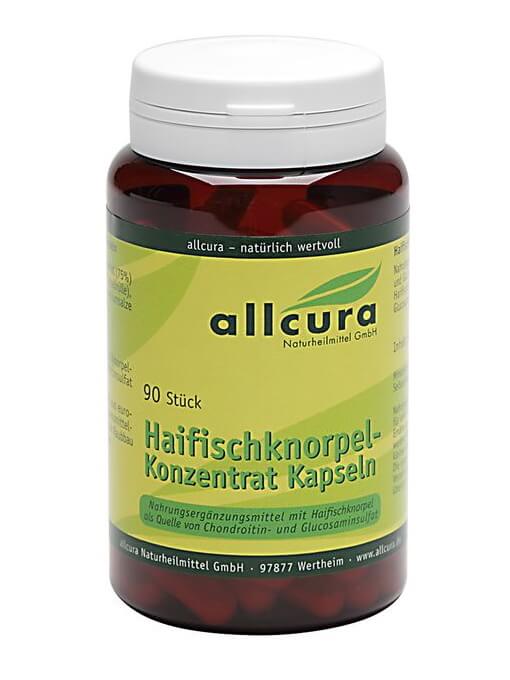 allcura – natürlich wertvoll
allcura
Naturheilmittel GmbH
90 Stück
Haifischknorpel-
Konzentrat Kapseln
Nahrungsergänzungsmittel mit Haifischknorpel
als Quelle von Chondroitin- und Glucosaminsulfat
allcura Naturheilmittel GmbH · 97877 Wertheim · www.allcura.de
(75%)